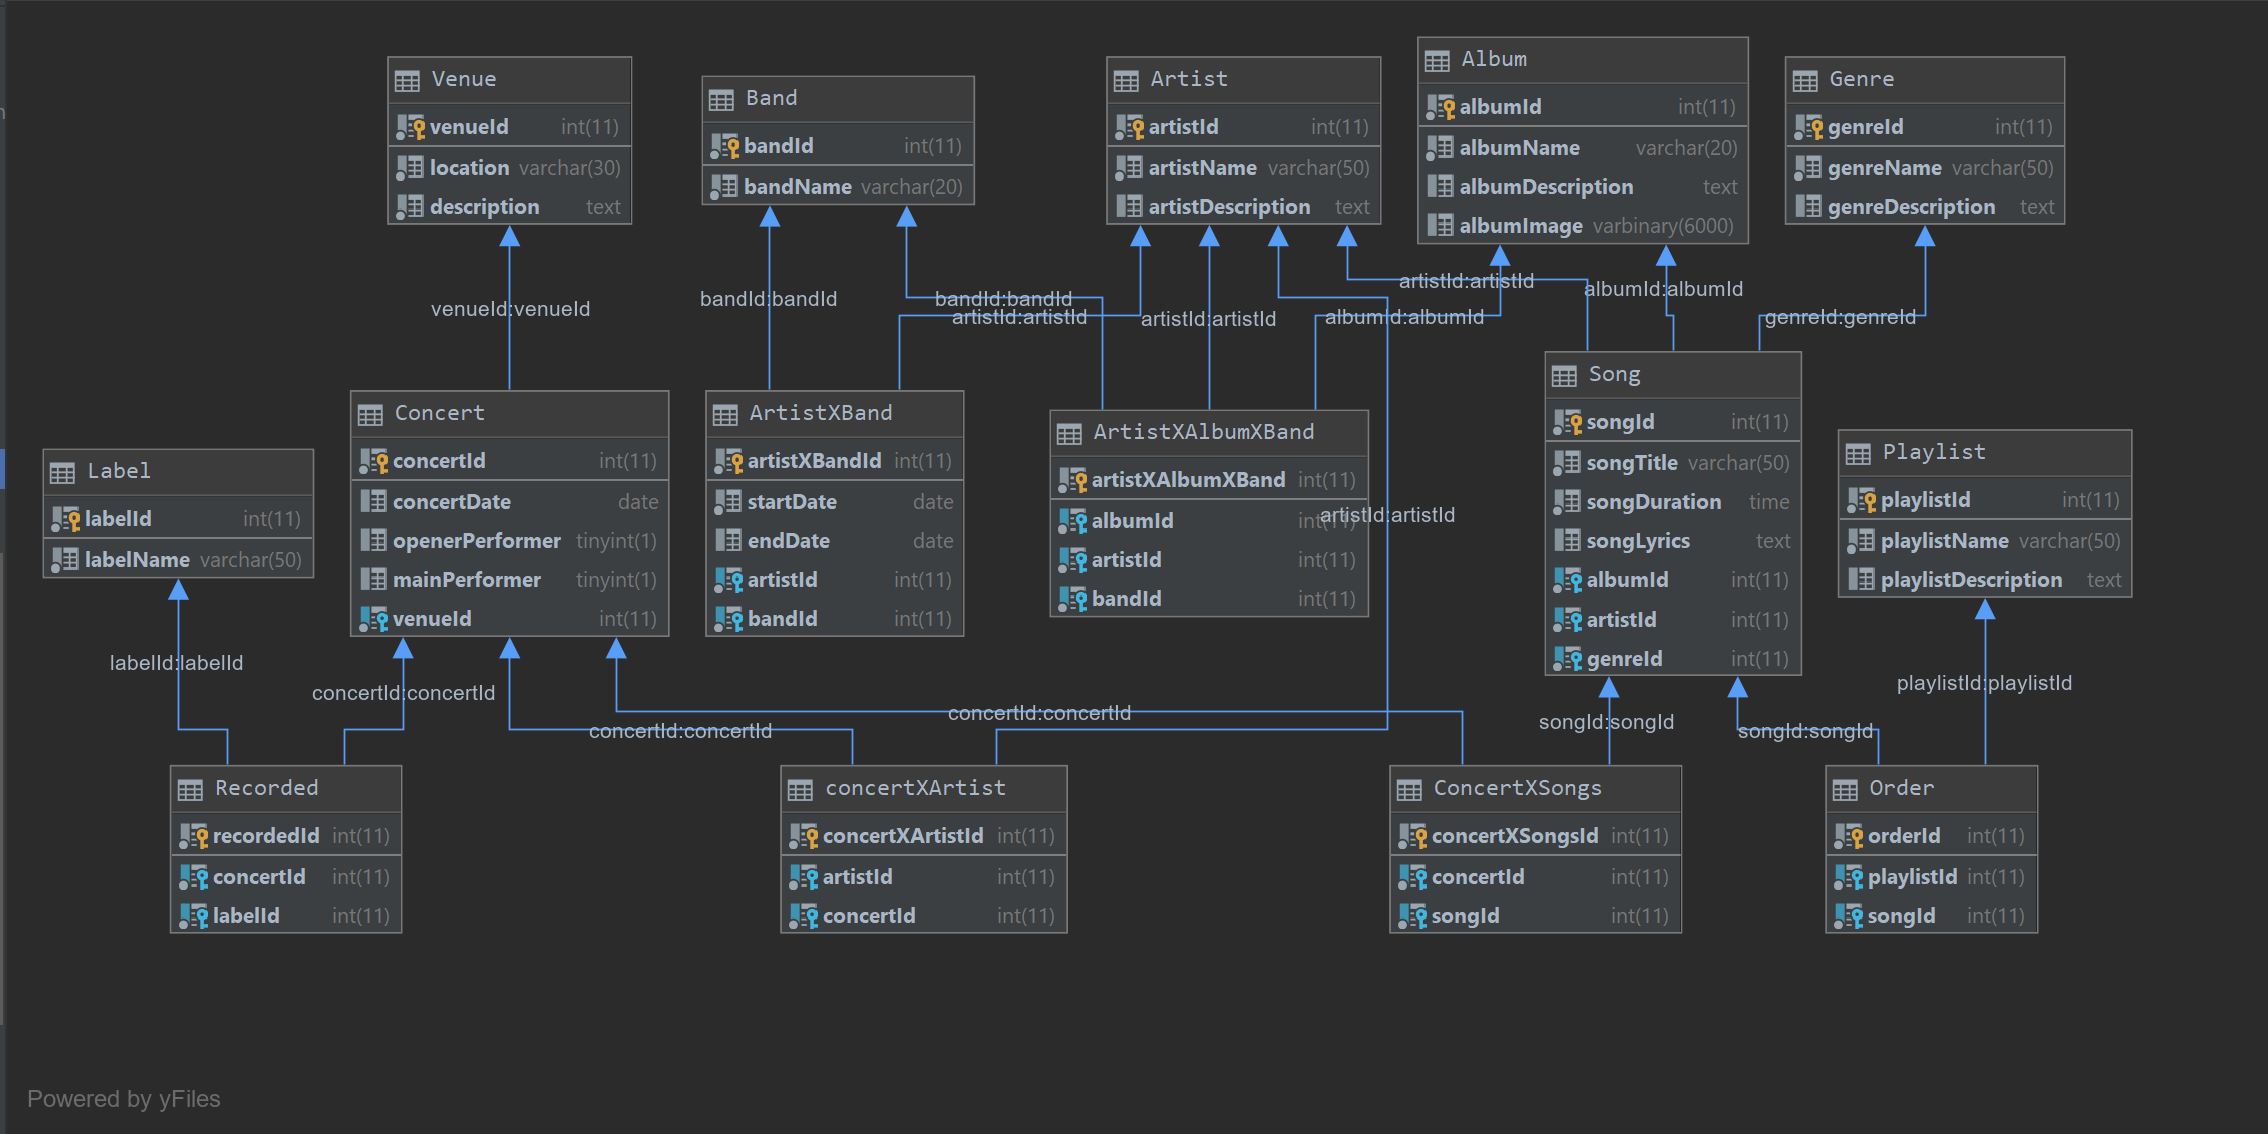 Venue
venueId int(11)
location varchar(30)
description text
Band
bandId int(11)
bandName varchar(20)
Artist
artistId int(11)
artistName varchar(50)
artistDescription text
Album
albumId int(11)
albumName varchar(20)
albumDescription text
albumImage varbinary(6000)
Genre
genreId int(11)
genreName varchar(50)
genreDescription text
venueId:venueId
bandId:bandId
bandId:bandId
artistId:artistId
artistId:artistId
albumId:albumId
artistId:artistId
albumId:albumId
genreId:genreId
Label
labelId int(11)
labelName varchar(50)
Concert
concertId int(11)
concertDate date
openerPerformer tinyint(1)
mainPerformer tinyint(1)
venueId int(11)
ArtistXBand
artistXBandId int(11)
startDate date
endDate date
artistId int(11)
bandId int(11)
ArtistXAlbumXBand
artistXAlbumXBand int(11)
albumId int(11)
artistId int(11)
bandId int(11)
artistId:artistId
Song
songId int(11)
songTitle varchar(50)
songDuration time
songLyrics text
albumId int(11)
artistId int(11)
genreId int(11)
Playlist
playlistId int(11)
playlistName varchar(50)
playlistDescription text
labelId:labelId
concertId:concertId
concertId:concertId
concertId:concertId
songId:songId
songId:songId
playlistId:playlistId
Recorded
recordedId int(11)
concertId int(11)
labelId int(11)
concertXArtist
concertXArtistId int(11)
artistId int(11)
concertId int(11)
ConcertXSongs
concertXSongsId int(11)
concertId int(11)
songId int(11)
Order
orderId int(11)
playlistId int(11)
songId int(11)
Powered by yFiles